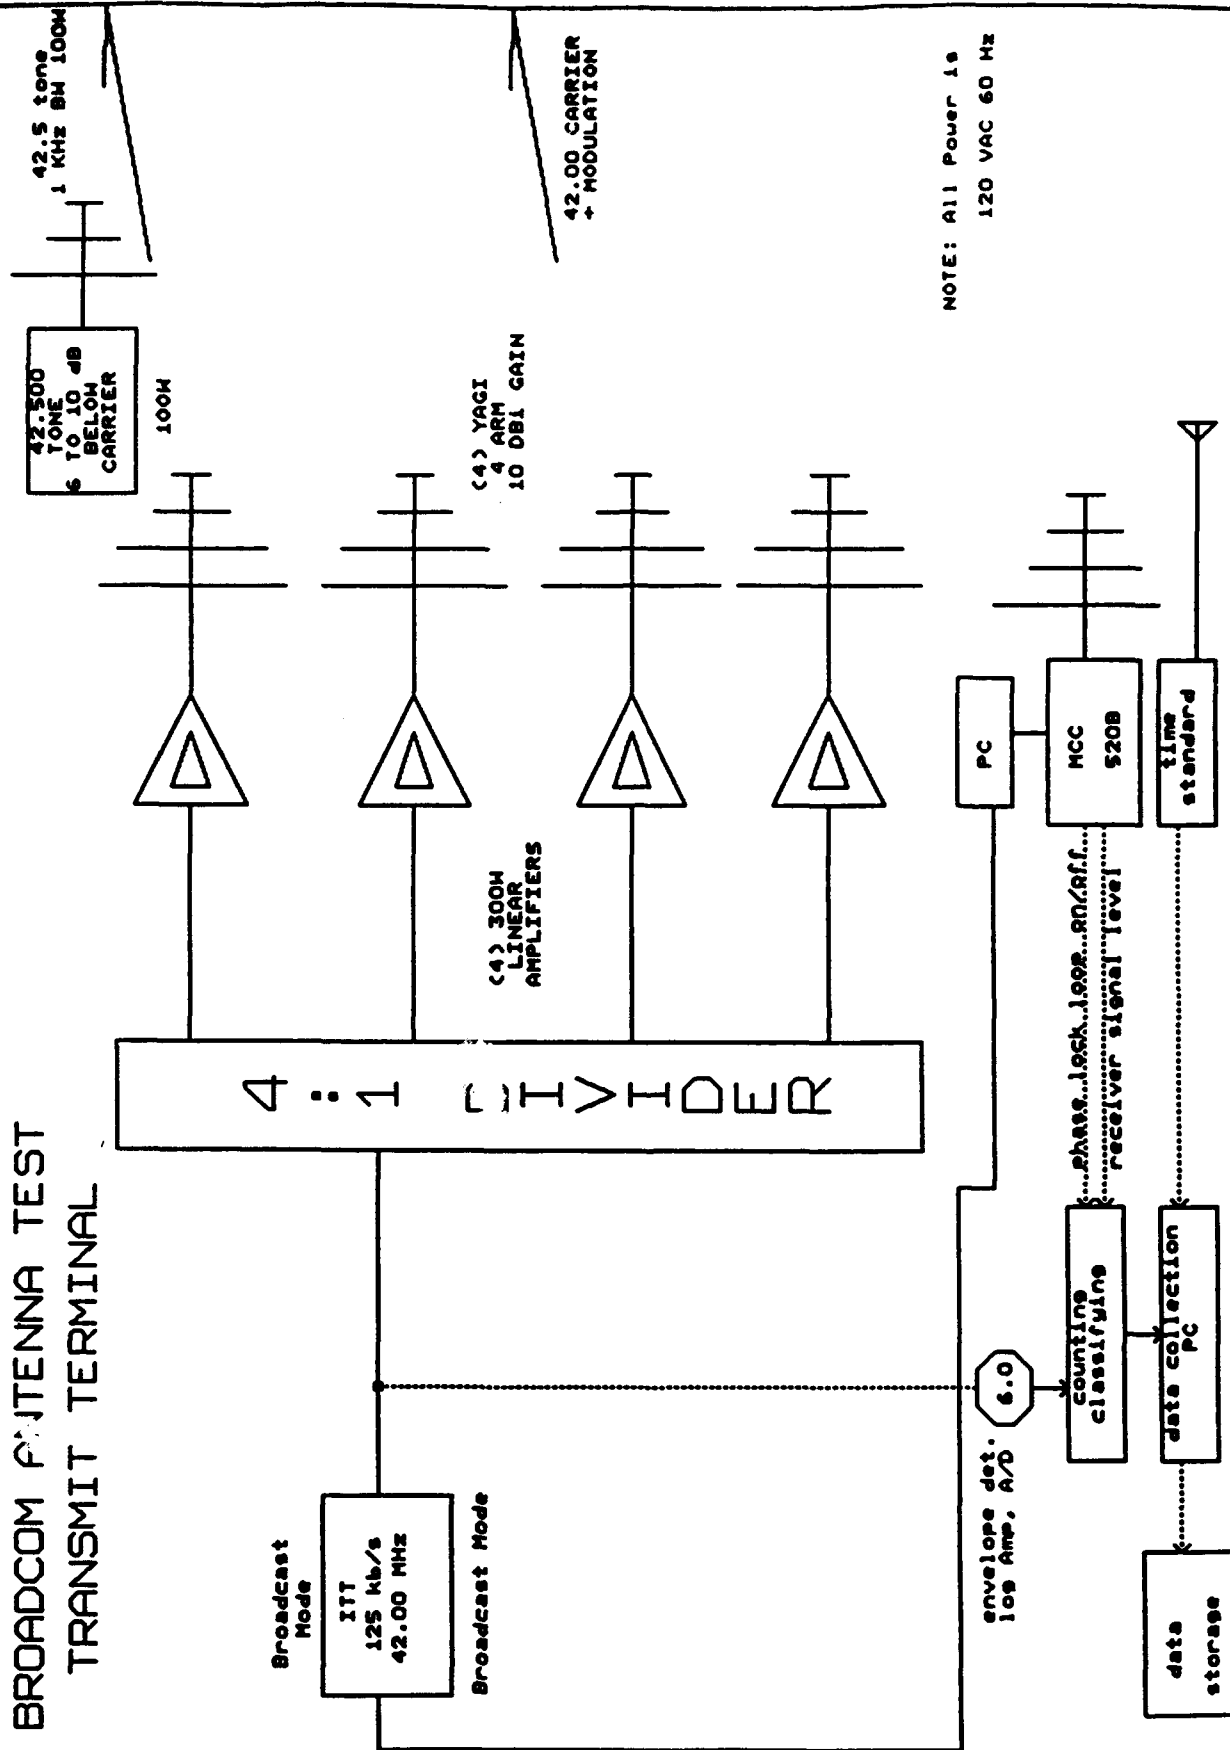 BROADCOM ANTENNA TEST
TRANSMIT TERMINAL
Broadcast
Mode
ITT
125 kb/s
42.00 MHz
Broadcast Mode
4:1 DIVIDER
(4) 300W
LINEAR
AMPLIFIERS
(4) YAGI
4 ARM
10 DBi GAIN
42.500
TONE
6 TO 10 dB
BELOW
CARRIER
100W
42.5 tone
1 KHz BW 100W
42.00 CARRIER
+ MODULATION
NOTE: All Power is
120 VAC 60 Hz
envelope det.
log Amp, A/D
6.0
PC
MCC
520B
phase lock loop on/off
receiver signal level
counting
classifying
time
standard
data collection
PC
data
storage